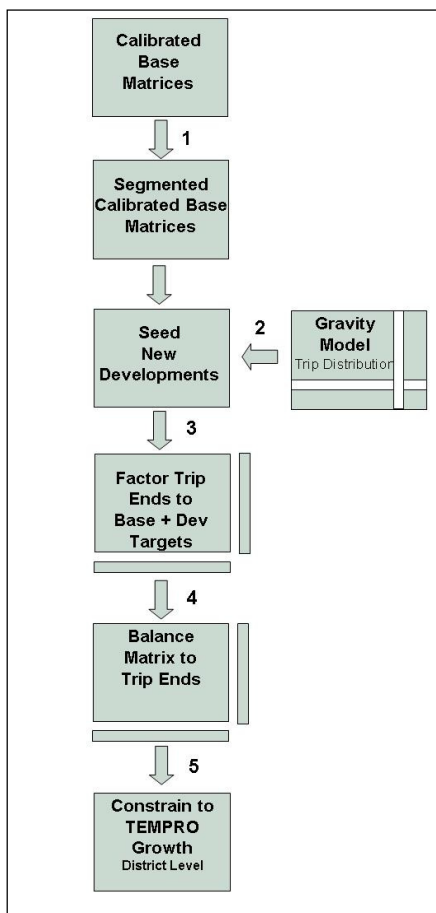 Calibrated
Base
Matrices
1
Segmented
Calibrated Base
Matrices
Seed
New
Developments
2
Gravity
Model
Trip Distribution
3
Factor Trip
Ends to
Base + Dev
Targets
4
Balance
Matrix to
Trip Ends
5
Constrain to
TEMPRO
Growth
District Level